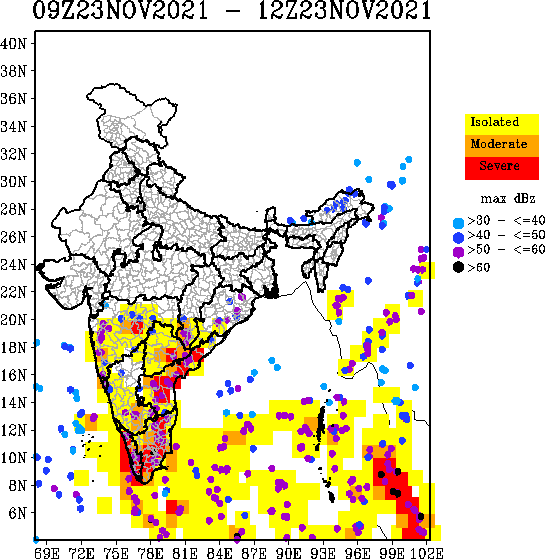 09Z23NOV2021 - 12Z23NOV2021
40N
38N
36N
34N
32N
30N
28N
26N
24N
22N
20N
18N
16N
14N
12N
10N
8N
6N
69E 72E 75E 78E 81E 84E 87E 90E 93E 96E 99E 102E
Isolated
Moderate
Severe
max dBz
>30 - <=40
>40 - <=50
>50 - <=60
>60